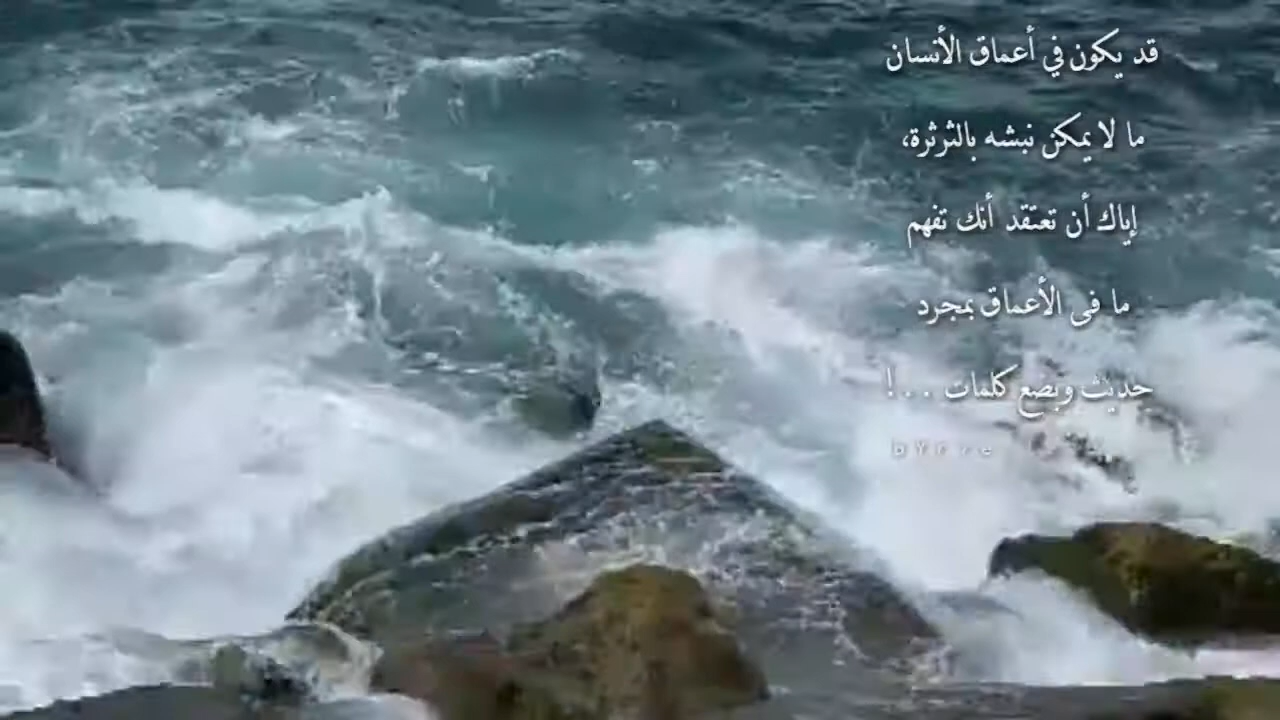 قد يكون في أعماق الأنسان
ما لا يمكن نبشه بالثرثرة،
إياك أن تعتقد أنك تفهم
ما فى الأعماق بمجرد
حديث وبضع كلمات ...!